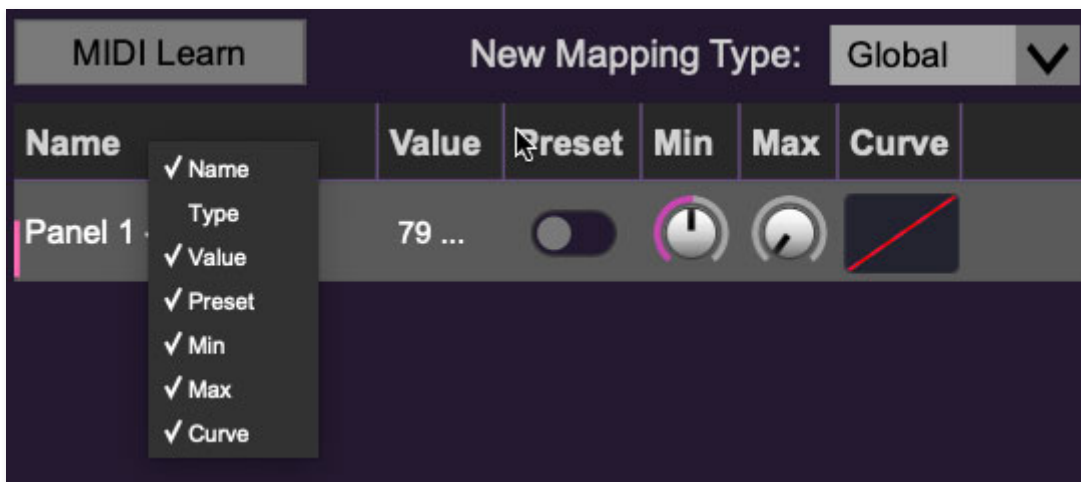 MIDI Learn New Mapping Type: Global
Name Value Preset Min Max Curve
✓ Name
Type
✓ Value
✓ Preset
✓ Min
✓ Max
✓ Curve
Panel 1 79 ...